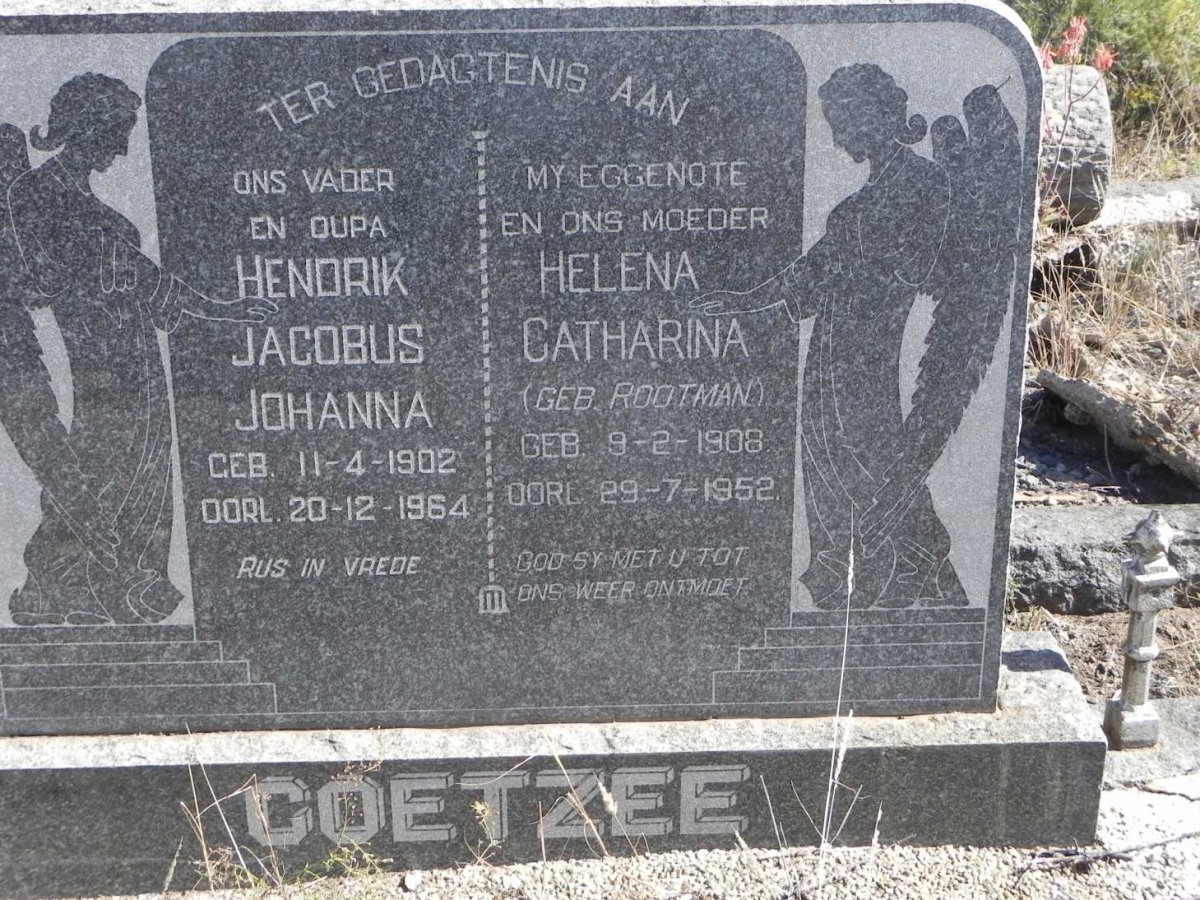 TER GEDAGTENIS AAN
ONS VADER
EN OUPA
HENDRIK
JACOBUS
JOHANNA
GEB. 11-4-1902
OORL. 20-12-1964
RUS IN VREDE
MY EGGENOTE
EN ONS MOEDER
HELENA
CATHARINA
(GEB. ROOTMAN.)
GEB. 9-2-1908
OORL. 29-7-1952.
GOD SY MET U TOT
ONS WEER ONTMOET
COETZEE